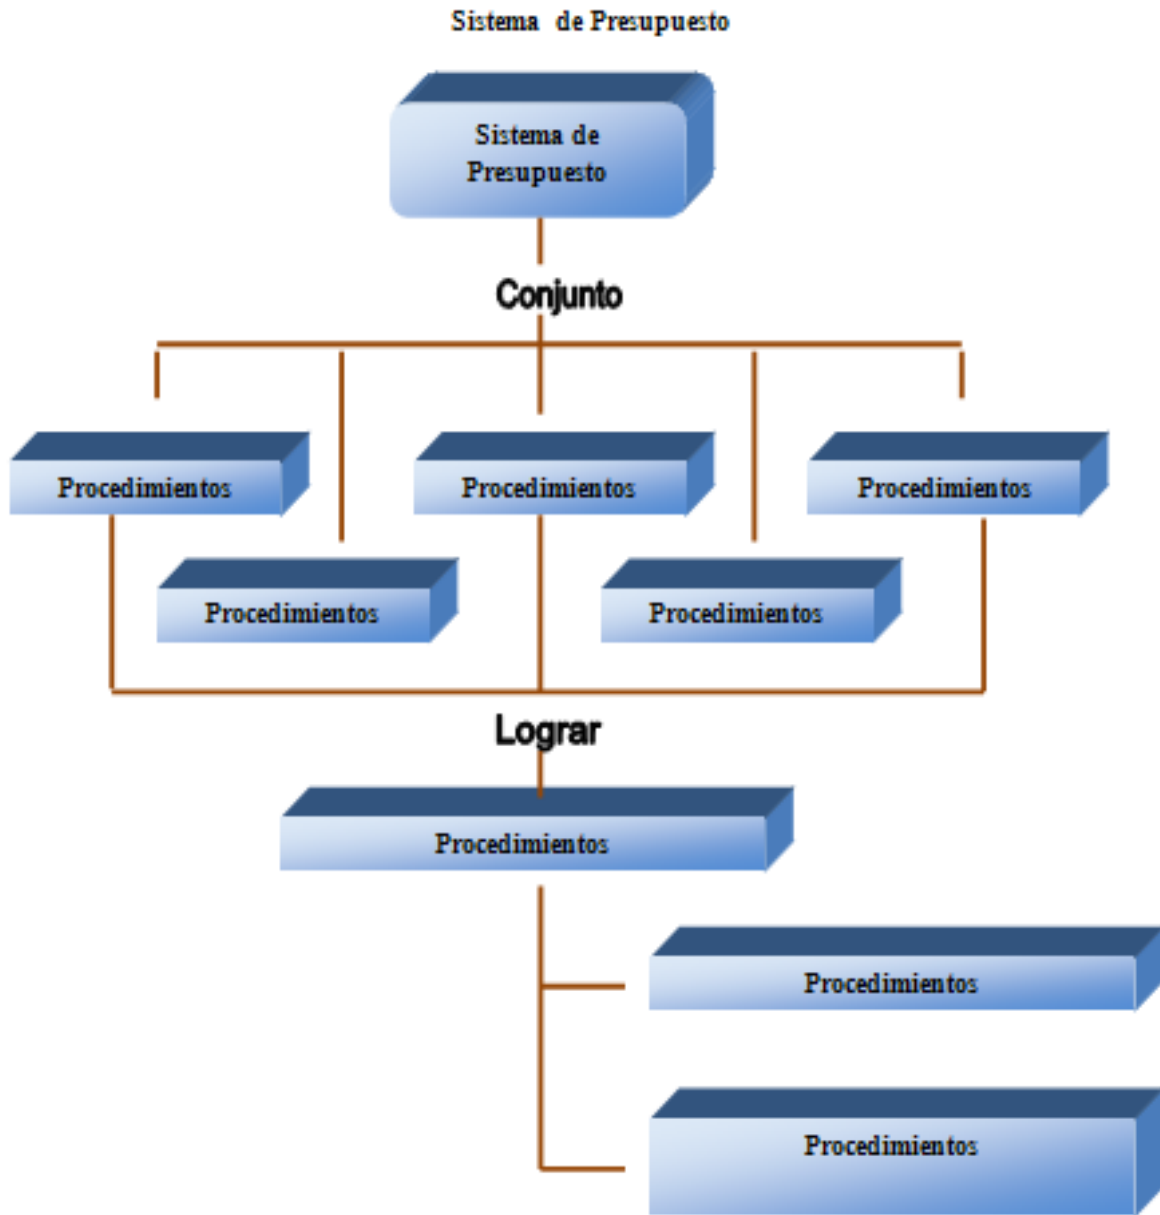 Sistema de Presupuesto
Sistema de
Presupuesto
Conjunto
Procedimientos
Procedimientos
Procedimientos
Procedimientos
Procedimientos
Lograr
Procedimientos
Procedimientos
Procedimientos